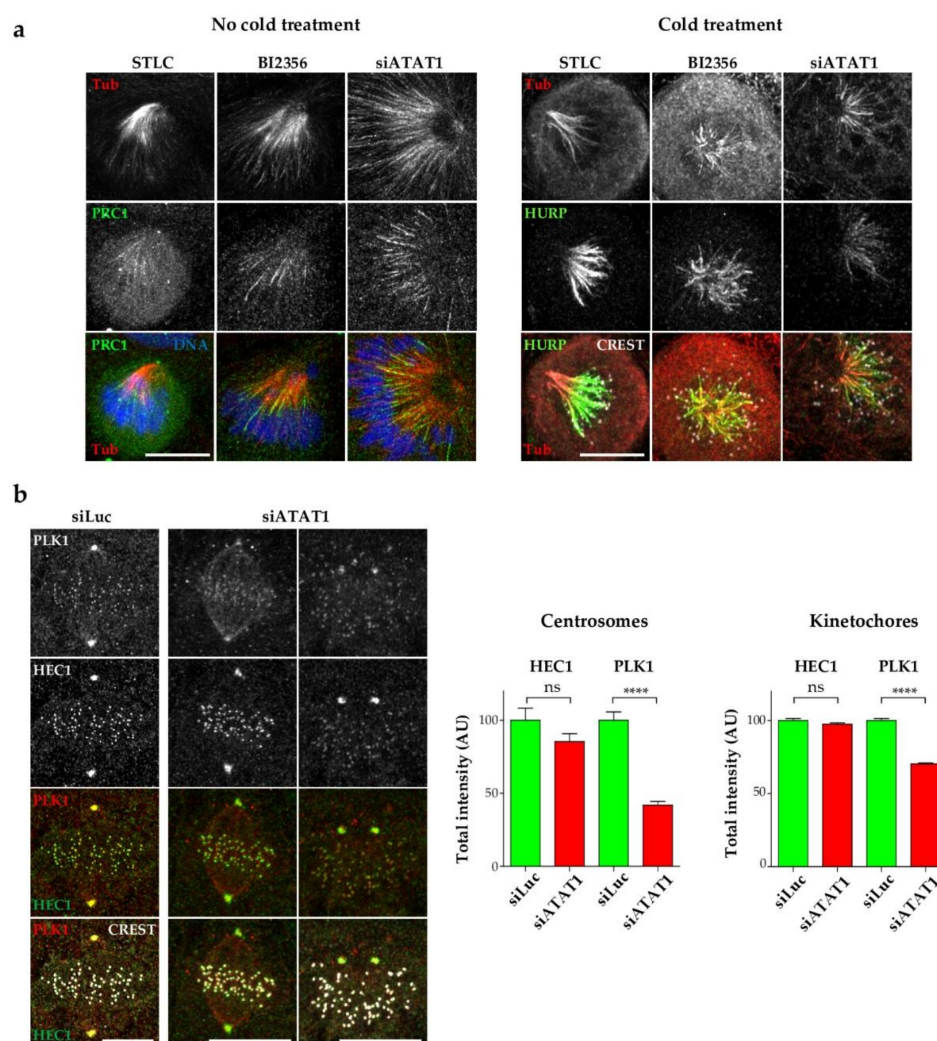 a
No cold treatment
Cold treatment
STLC
BI2356
siATAT1
STLC
BI2356
siATAT1
Tub
Tub
PRC1
HURP
PRC1
DNA
Tub
HURP
CREST
Tub
b
siLuc
siATAT1
PLK1
HEC1
PLK1
HEC1
PLK1
CREST
HEC1
Centrosomes
HEC1
PLK1
ns
****
Total intensity (AU)
100
50
0
siLuc
siATAT1
siLuc
siATAT1
Kinetochores
HEC1
PLK1
ns
****
Total intensity (AU)
100
50
0
siLuc
siATAT1
siLuc
siATAT1